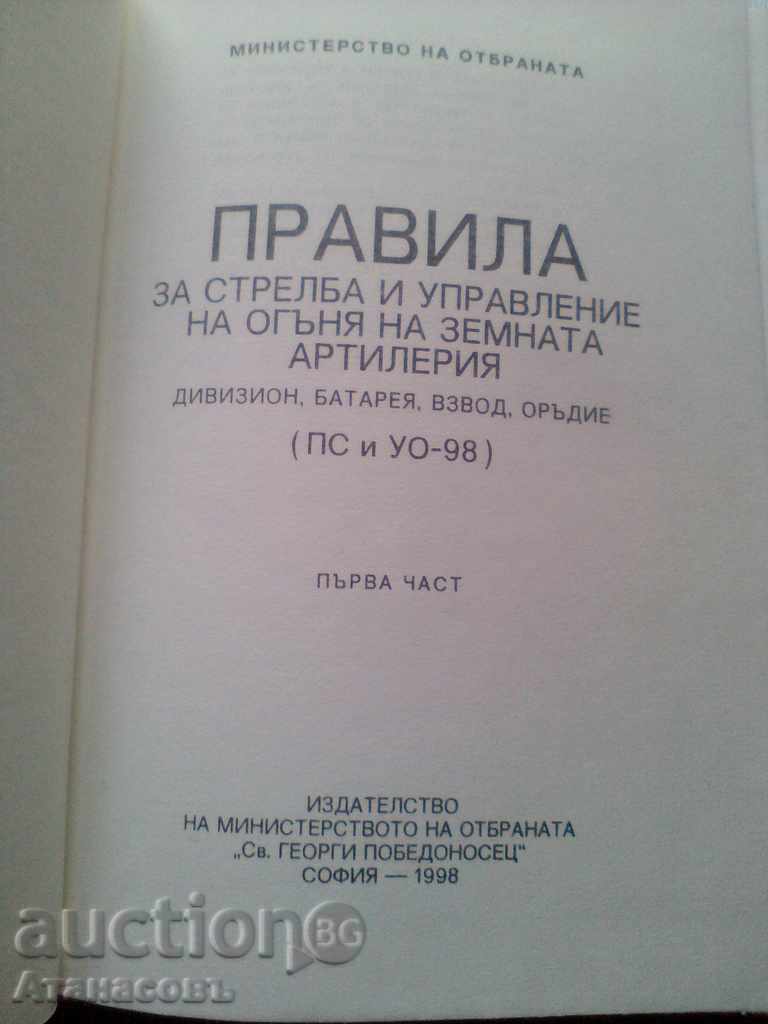 МИНИСТЕРСТВО НА ОТБРАНАТА
ПРАВИЛА
ЗА СТРЕЛБА И УПРАВЛЕНИЕ
НА ОГЪНЯ НА ЗЕМНАТА
АРТИЛЕРИЯ
ДИВИЗИОН, БАТАРЕЯ, ВЗВОД, ОРЪДИЕ
(ПС и УО-98)
ПЪРВА ЧАСТ
ИЗДАТЕЛСТВО
НА МИНИСТЕРСТВОТО НА ОТБРАНАТА
„Св. ГЕОРГИ ПОБЕДОНОСЕЦ"
СОФИЯ — 1998
auction BG
Атанасовъ